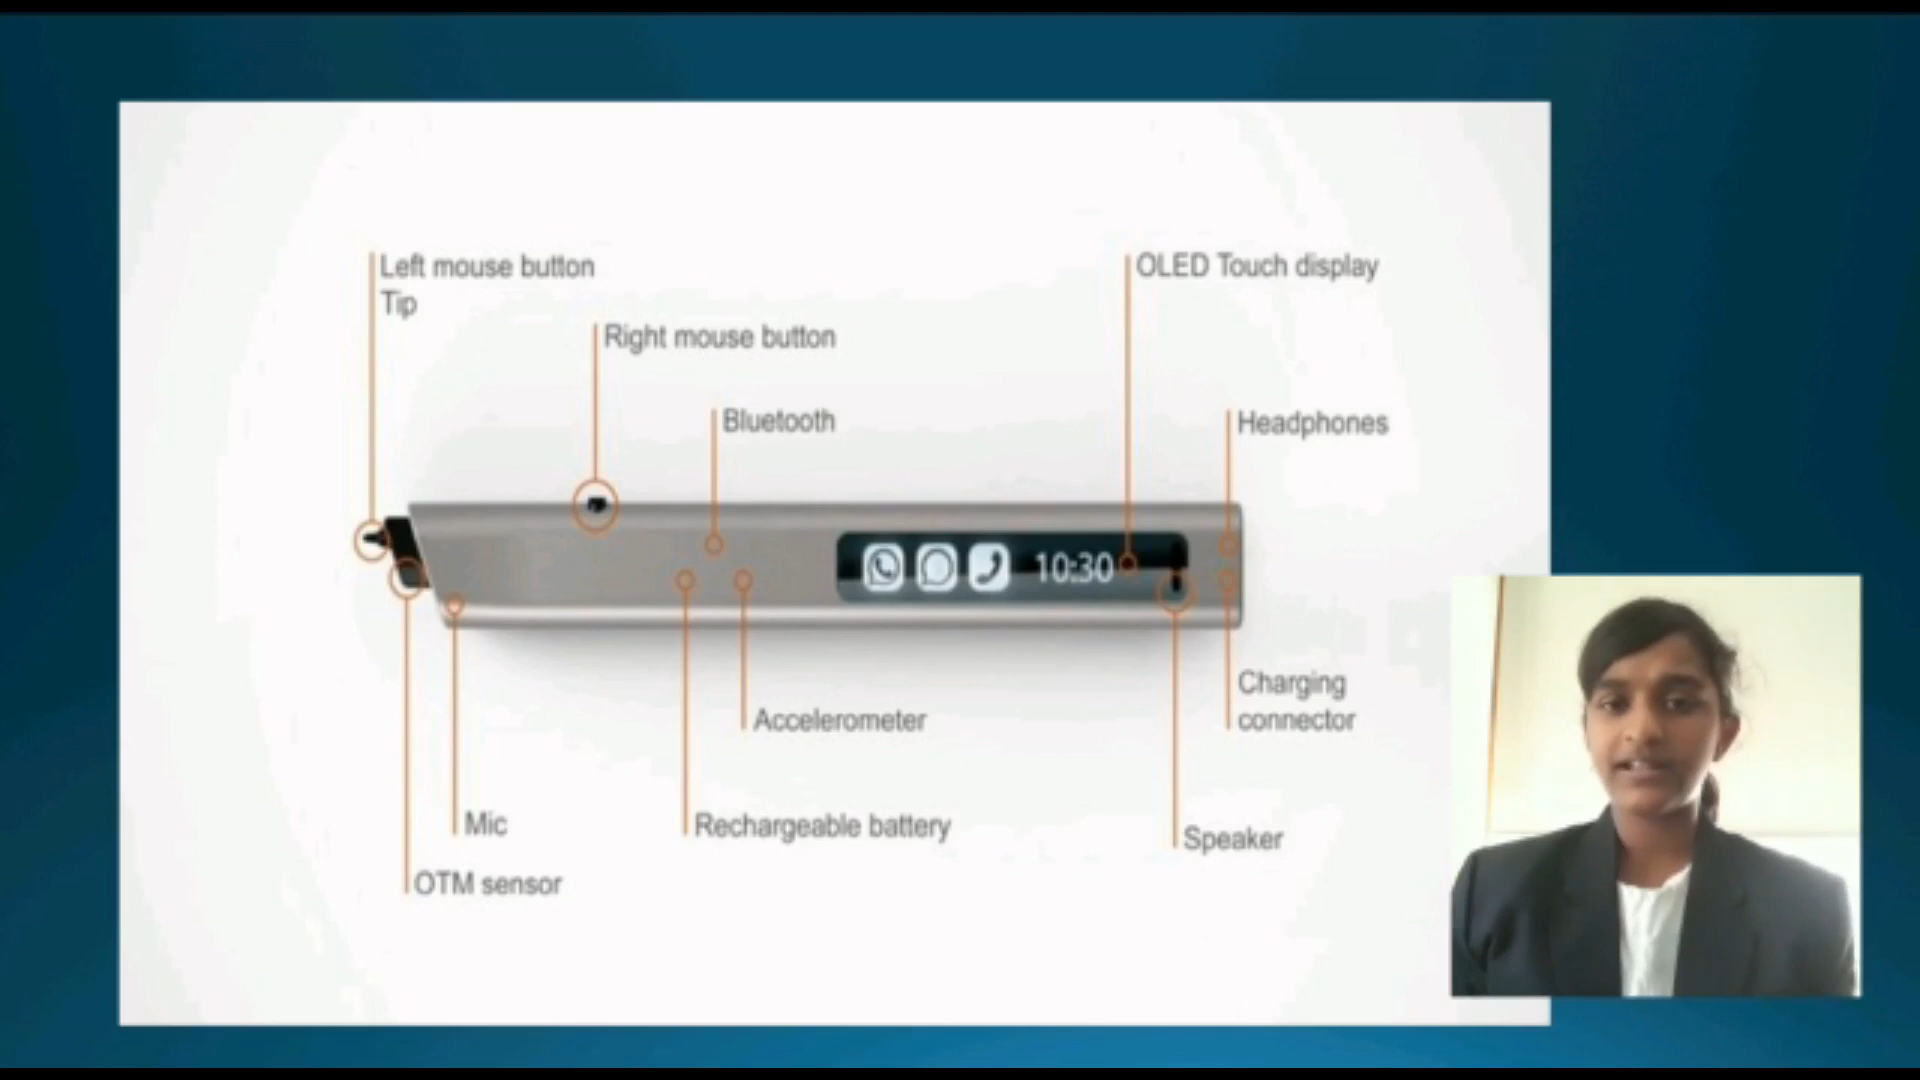 Left mouse button
Tip
OLED Touch display
Right mouse button
Bluetooth
Headphones
10:30
Charging
connector
Accelerometer
Mic
Rechargeable battery
Speaker
OTM sensor